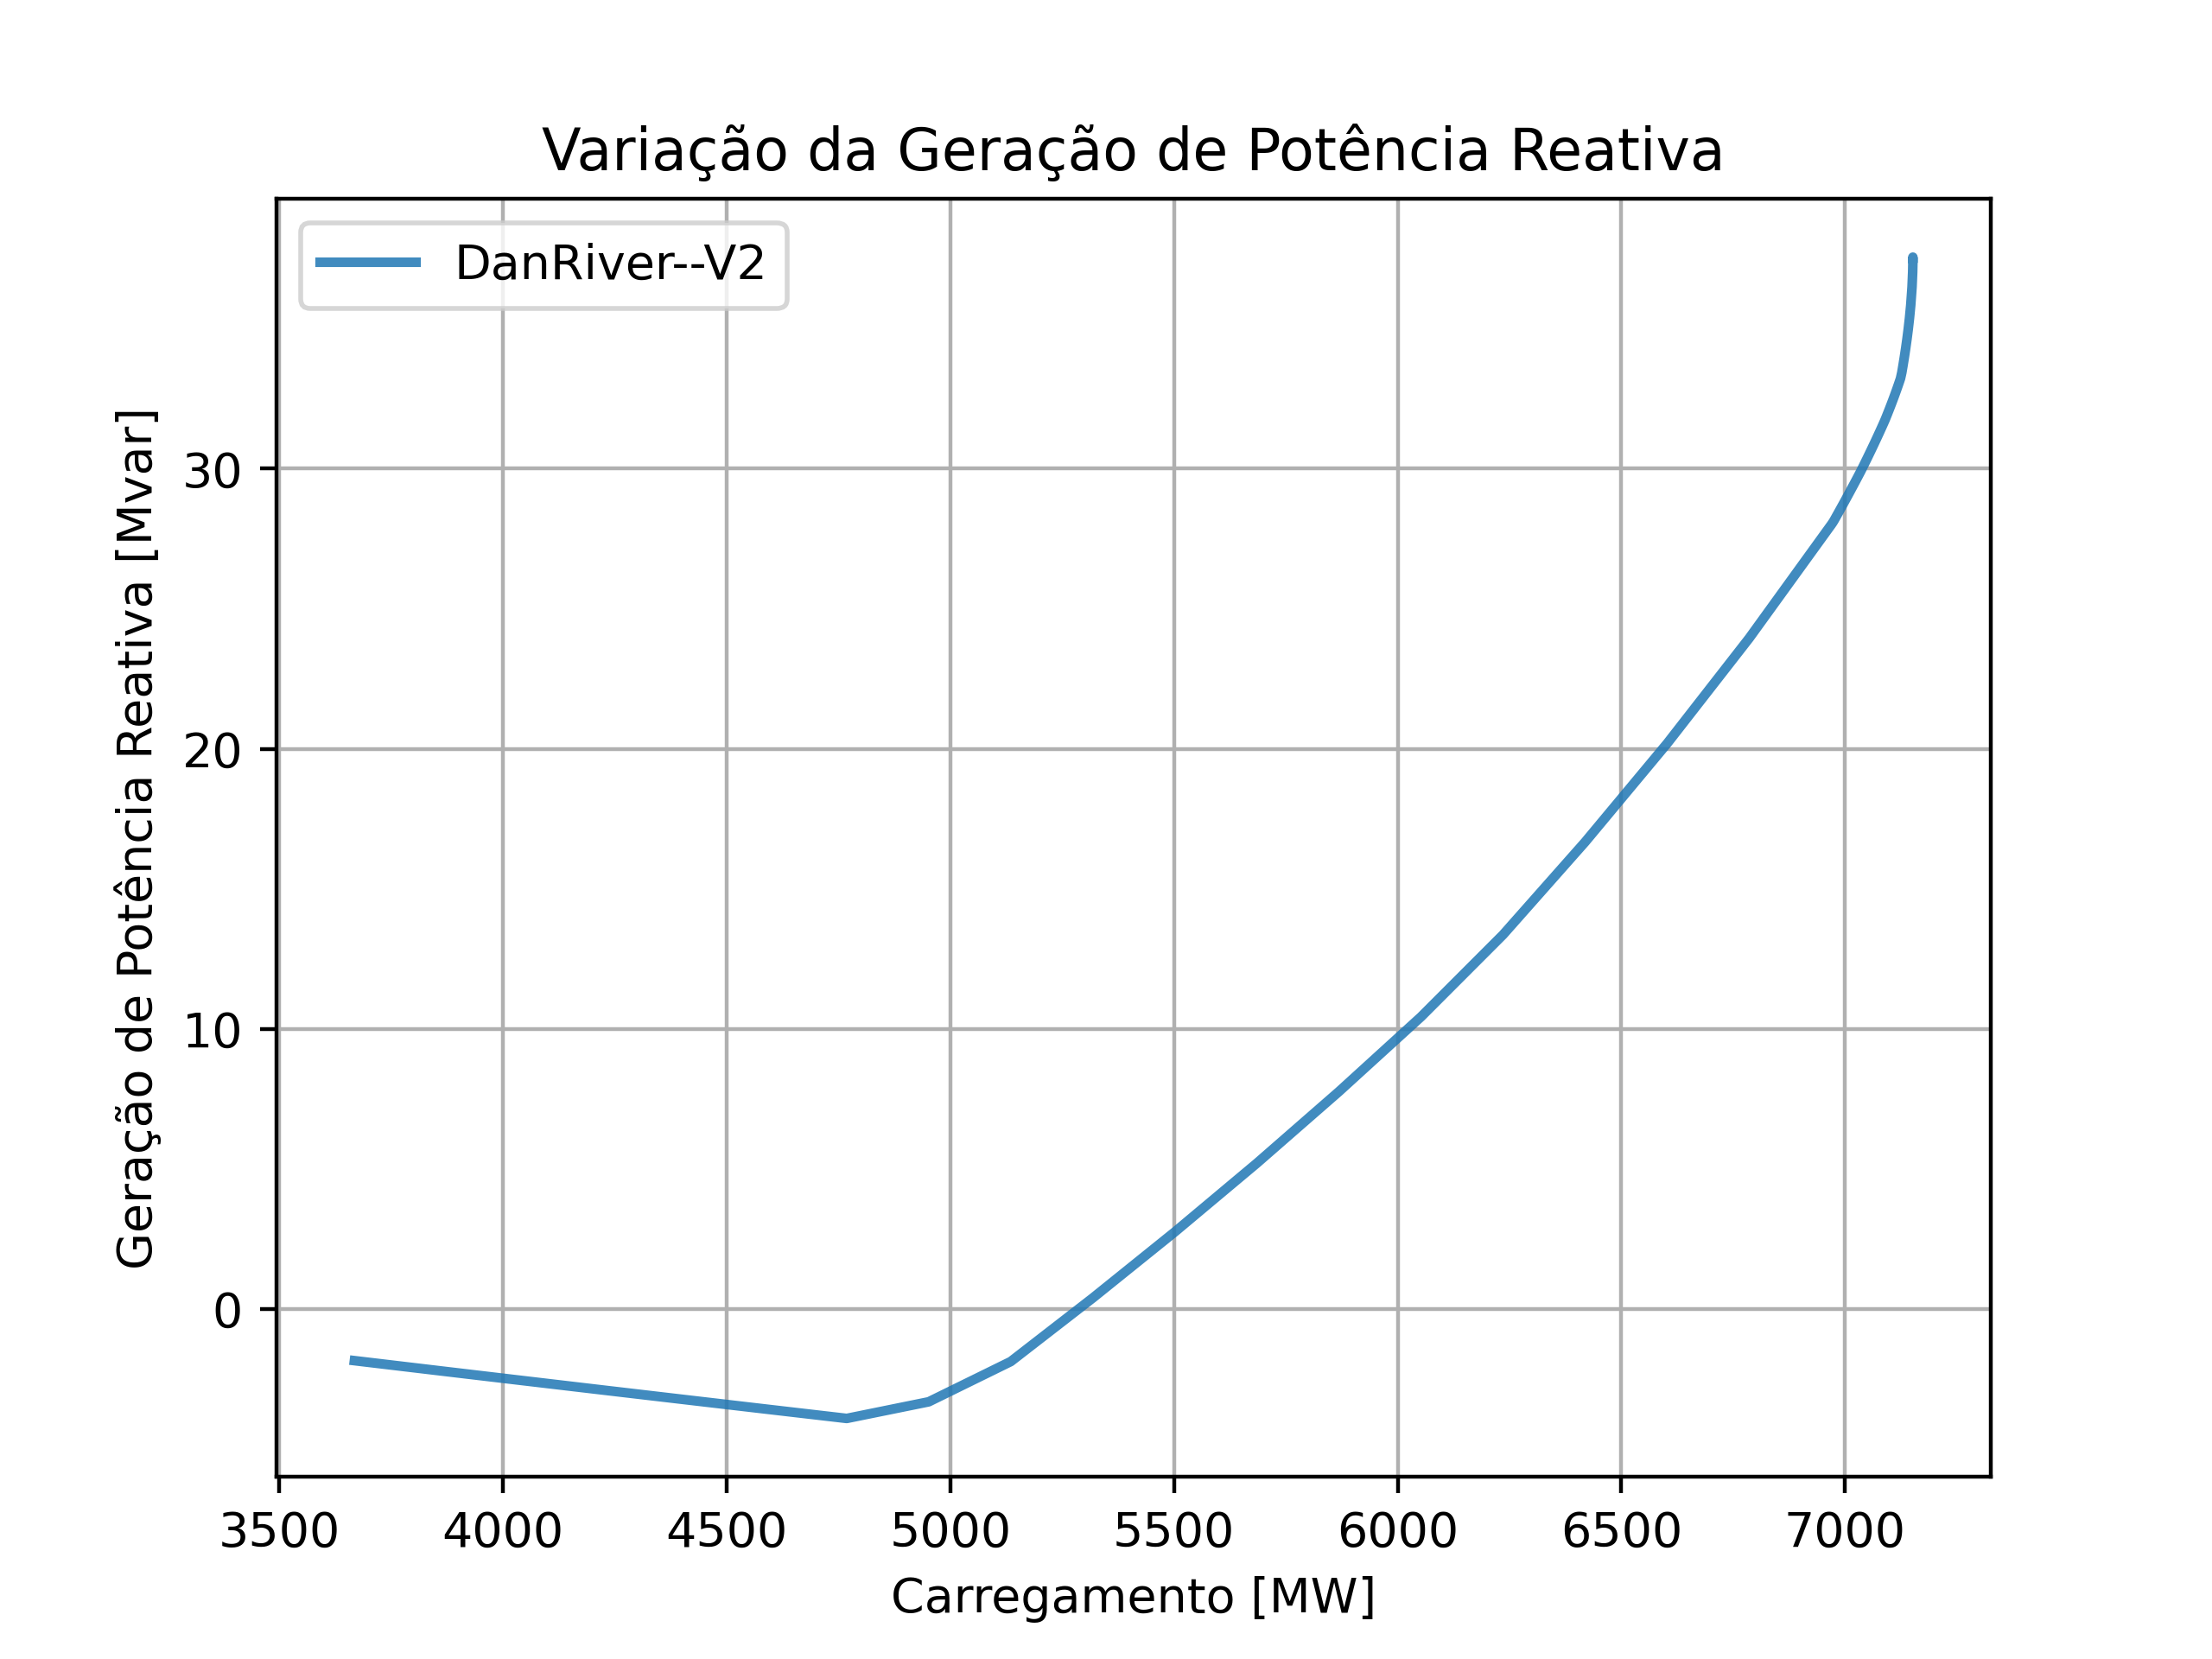 Variação da Geração de Potência Reativa
DanRiver--V2
Geração de Potência Reativa [Mvar]
30
20
10
0
3500 4000 4500 5000 5500 6000 6500 7000
Carregamento [MW]